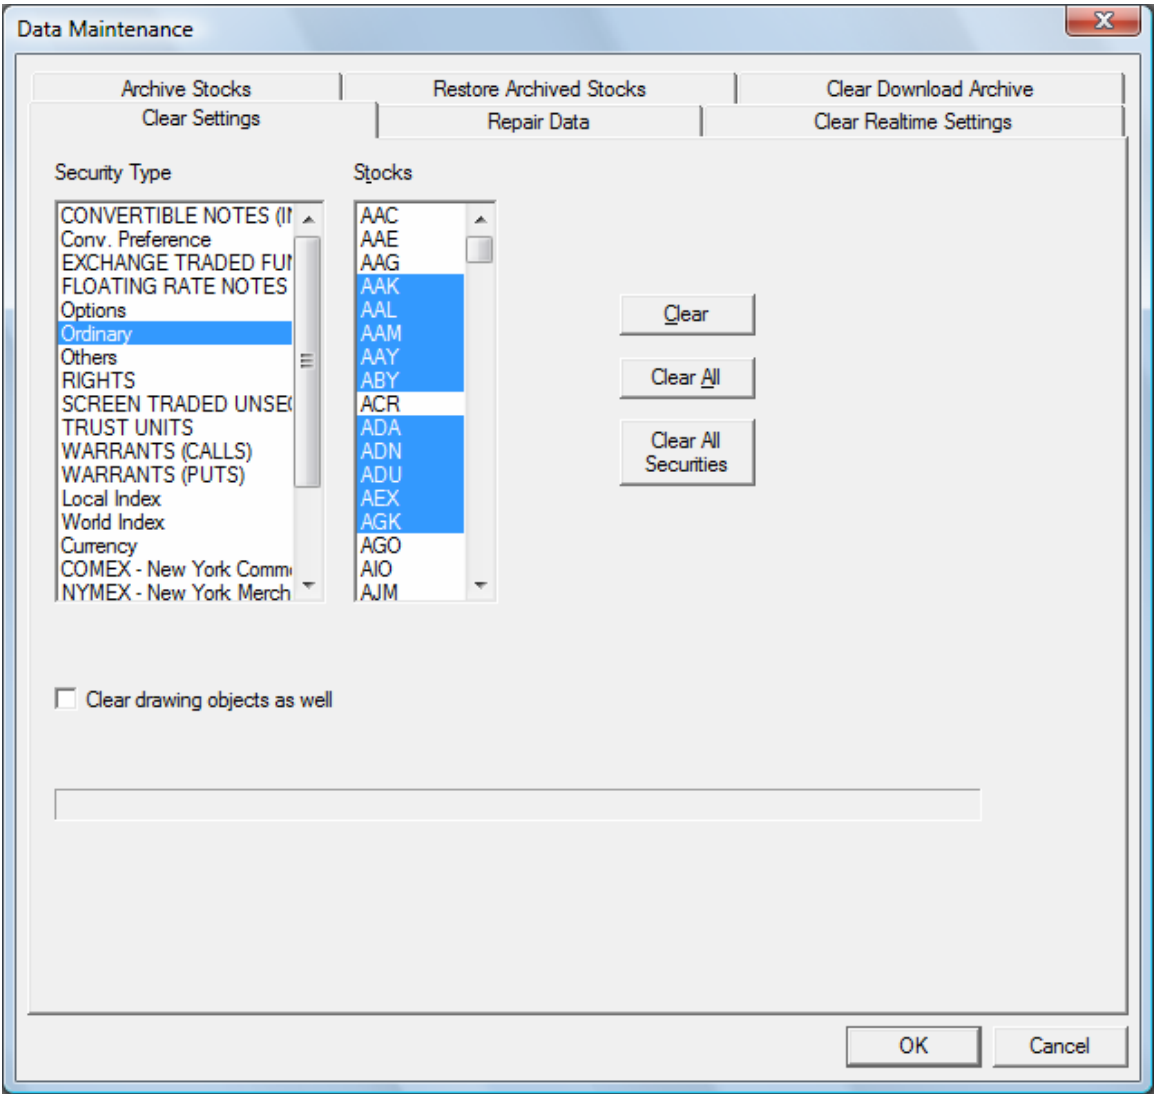 Data Maintenance
Archive Stocks
Restore Archived Stocks
Clear Download Archive
Clear Settings
Repair Data
Clear Realtime Settings
Security Type
CONVERTIBLE NOTES (II
Conv. Preference
EXCHANGE TRADED FUN
FLOATING RATE NOTES
Options
Ordinary
Others
RIGHTS
SCREEN TRADED UNSEC
TRUST UNITS
WARRANTS (CALLS)
WARRANTS (PUTS)
Local Index
World Index
Currency
COMEX - New York Comm
NYMEX - New York Merch
Stocks
AAC
AAE
AAG
AAK
AAL
AAM
AAY
ABY
ACR
ADA
ADN
ADU
AEX
AGK
AGO
AIO
AJM
Clear
Clear All
Clear All
Securities
Clear drawing objects as well
OK
Cancel